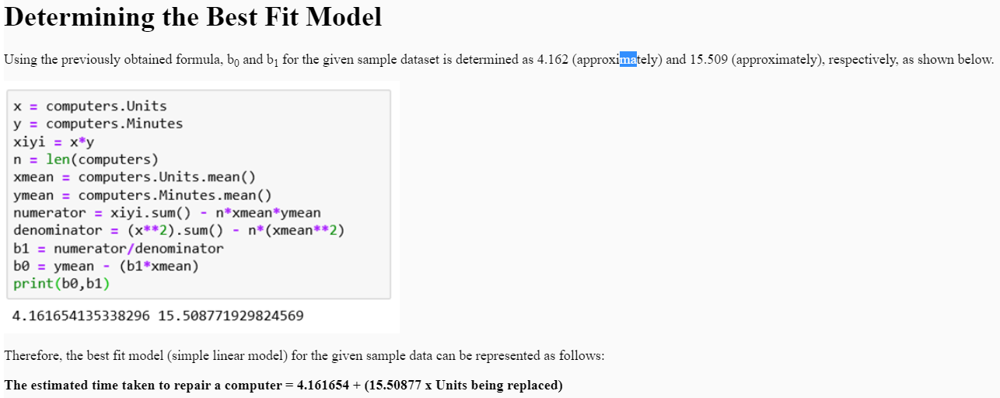 Determining the Best Fit Model
Using the previously obtained formula, b0 and b1 for the given sample dataset is determined as 4.162 (approximately) and 15.509 (approximately), respectively, as shown below.
x = computers.Units
y = computers.Minutes
xiyi = x*y
n = len(computers)
xmean = computers.Units.mean()
ymean = computers.Minutes.mean()
numerator = xiyi.sum() - n*xmean*ymean
denominator = (x**2).sum() - n*(xmean**2)
b1 = numerator/denominator
b0 = ymean - (b1*xmean)
print(b0,b1)
4.161654135338296 15.508771929824569
Therefore, the best fit model (simple linear model) for the given sample data can be represented as follows:
The estimated time taken to repair a computer = 4.161654 + (15.50877 x Units being replaced)